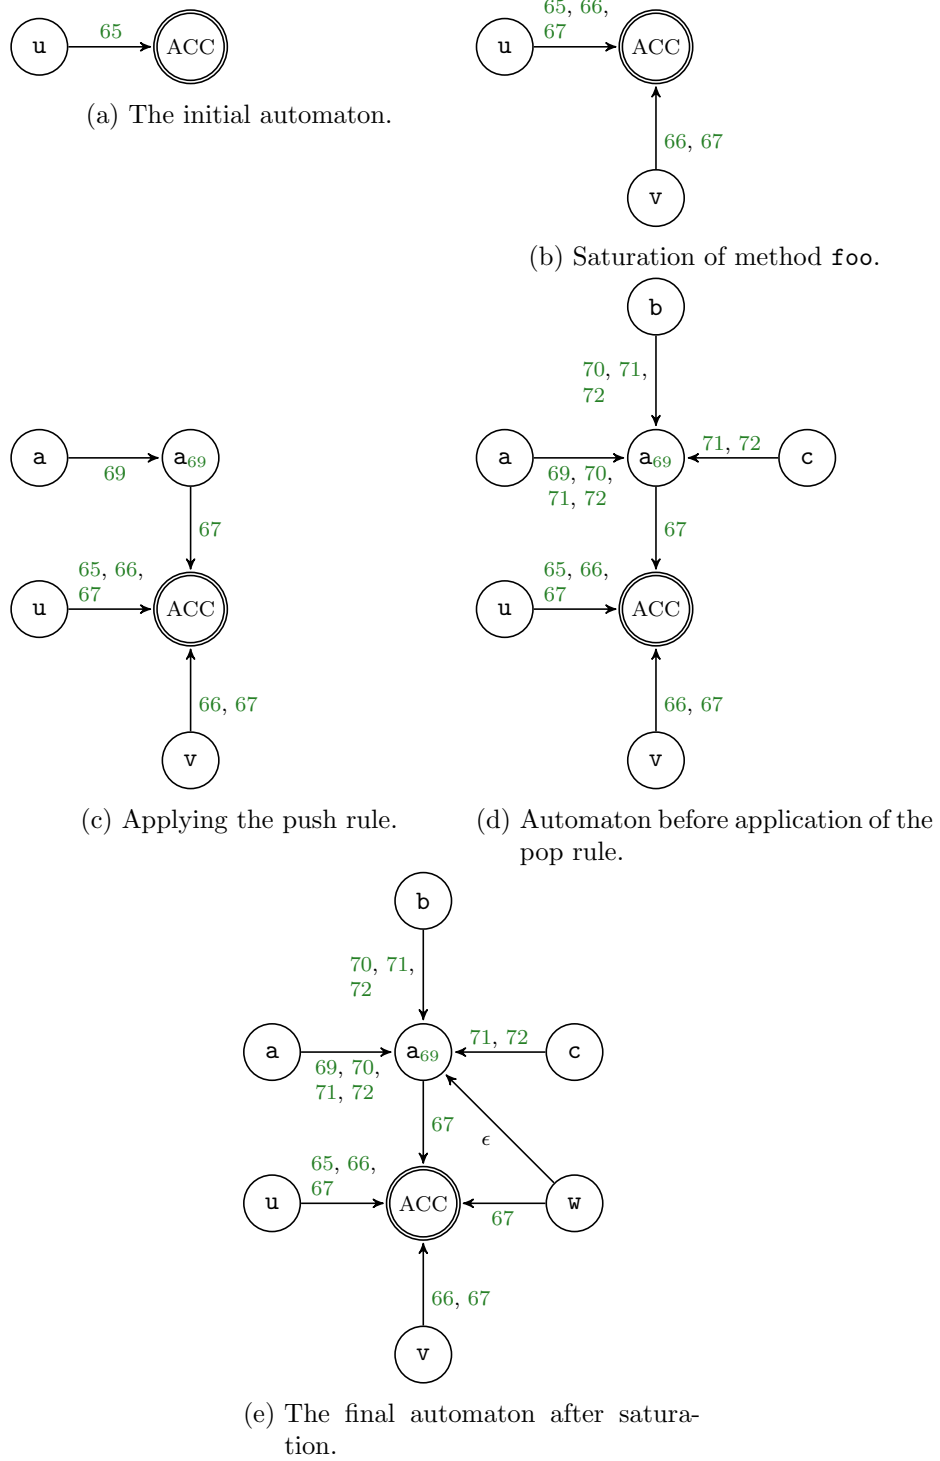 65
u
ACC
(a) The initial automaton.
65, 66,
67
u
ACC
66, 67
v
(b) Saturation of method foo.
a
69
a69
67
65, 66,
67
u
ACC
66, 67
v
(c) Applying the push rule.
b
70, 71,
72
a
69, 70,
71, 72
a69
71, 72
c
67
65, 66,
67
u
ACC
66, 67
v
(d) Automaton before application of the
pop rule.
b
70, 71,
72
a
69, 70,
71, 72
a69
71, 72
c
67
ϵ
65, 66,
67
u
ACC
67
w
66, 67
v
(e) The final automaton after satura-
tion.